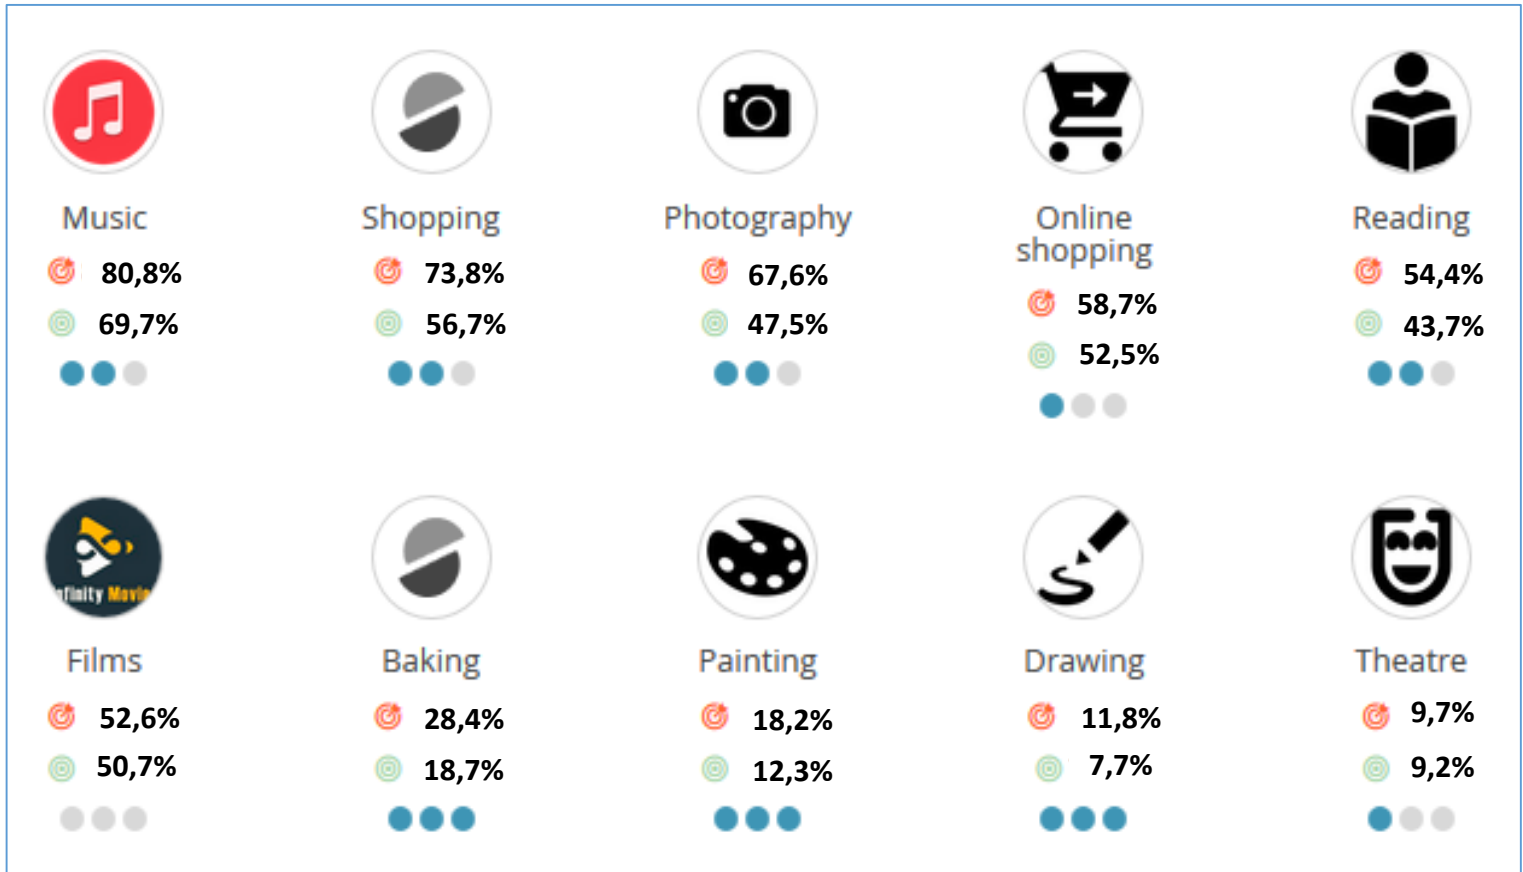 Music
80,8%
69,7%
Shopping
73,8%
56,7%
Photography
67,6%
47,5%
Online
shopping
58,7%
52,5%
Reading
54,4%
43,7%
nfinity Movie
Films
52,6%
50,7%
Baking
28,4%
18,7%
Painting
18,2%
12,3%
Drawing
11,8%
7,7%
Theatre
9,7%
9,2%